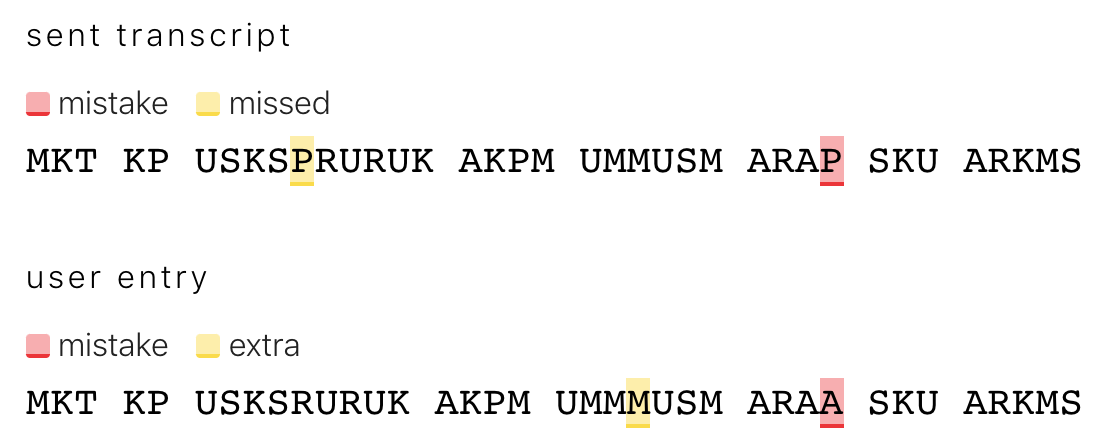 sent transcript
mistake missed
MKT KP USKSPRURUK AKPM UMMUSM ARAP SKU ARKMS
user entry
mistake extra
MKT KP USKSRURUK AKPM UMMMUSM ARAA SKU ARKMS